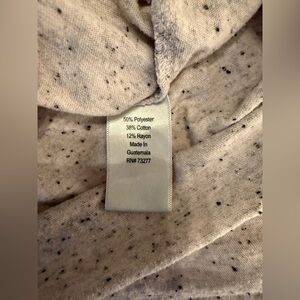 50% Polyester
38% Cotton
12% Rayon
Made In
Guatemala
RN# 73277